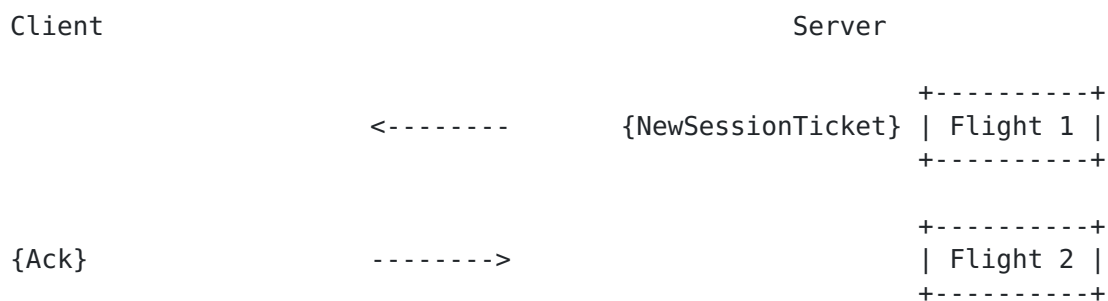 Client                                            Server

                                                          +----------+
                       <--------       {NewSessionTicket} | Flight 1 |
                                                          +----------+

                                                          +----------+
{Ack}                  -------->                          | Flight 2 |
                                                          +----------+